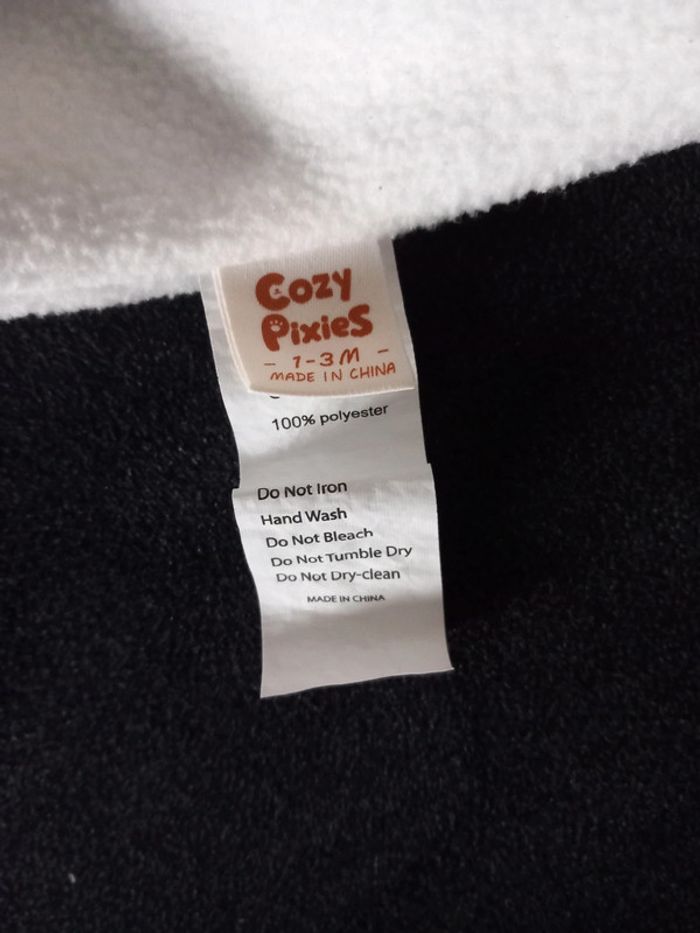 Cozy
Pixies
- 1-3M -
MADE IN CHINA
100% polyester
Do Not Iron
Hand Wash
Do Not Bleach
Do Not Tumble Dry
Do Not Dry-clean
MADE IN CHINA